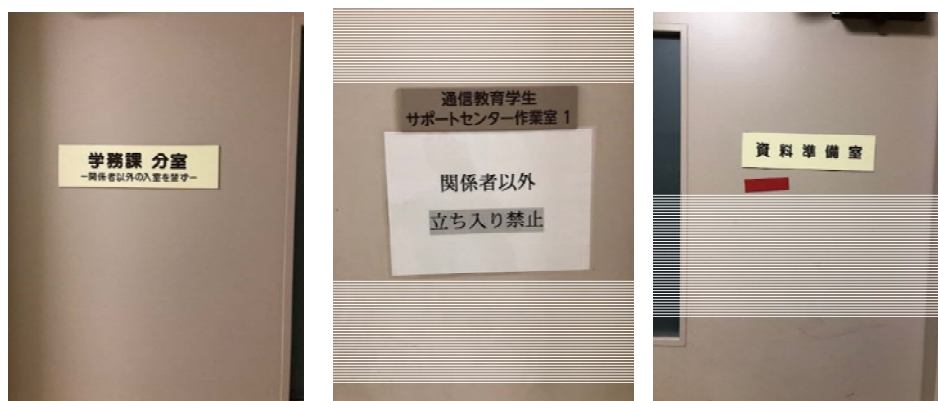 学務課 分室
ー関係者以外の入室を禁ずー
通信教育学生
サポートセンター作業室 1
関係者以外
立ち入り禁止
資料準備室